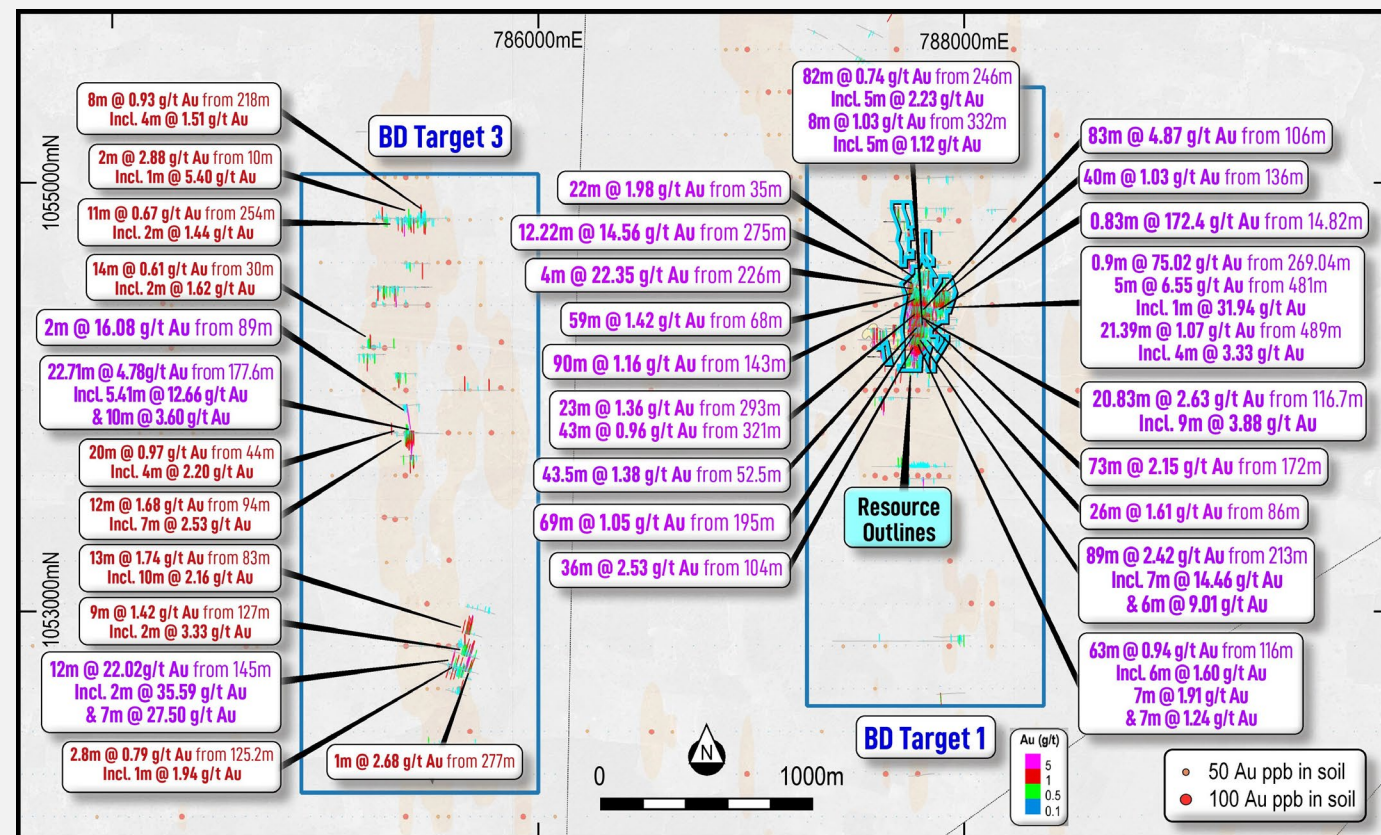 786000mE
788000mE
1055000mN
1053000mN
BD Target 3
8m @ 0.93 g/t Au from 218m
Incl. 4m @ 1.51 g/t Au
2m @ 2.88 g/t Au from 10m
Incl. 1m @ 5.40 g/t Au
11m @ 0.67 g/t Au from 254m
Incl. 2m @ 1.44 g/t Au
14m @ 0.61 g/t Au from 30m
Incl. 2m @ 1.62 g/t Au
2m @ 16.08 g/t Au from 89m
22.71m @ 4.78g/t Au from 177.6m
Incl. 5.41m @ 12.66 g/t Au
& 10m @ 3.60 g/t Au
20m @ 0.97 g/t Au from 44m
Incl. 4m @ 2.20 g/t Au
12m @ 1.68 g/t Au from 94m
Incl. 7m @ 2.53 g/t Au
13m @ 1.74 g/t Au from 83m
Incl. 10m @ 2.16 g/t Au
9m @ 1.42 g/t Au from 127m
Incl. 2m @ 3.33 g/t Au
12m @ 22.02g/t Au from 145m
Incl. 2m @ 35.59 g/t Au
& 7m @ 27.50 g/t Au
2.8m @ 0.79 g/t Au from 125.2m
Incl. 1m @ 1.94 g/t Au
1m @ 2.68 g/t Au from 277m
82m @ 0.74 g/t Au from 246m
Incl. 5m @ 2.23 g/t Au
8m @ 1.03 g/t Au from 332m
Incl. 5m @ 1.12 g/t Au
22m @ 1.98 g/t Au from 35m
12.22m @ 14.56 g/t Au from 275m
4m @ 22.35 g/t Au from 226m
59m @ 1.42 g/t Au from 68m
90m @ 1.16 g/t Au from 143m
23m @ 1.36 g/t Au from 293m
43m @ 0.96 g/t Au from 321m
43.5m @ 1.38 g/t Au from 52.5m
69m @ 1.05 g/t Au from 195m
36m @ 2.53 g/t Au from 104m
Resource
Outlines
83m @ 4.87 g/t Au from 106m
40m @ 1.03 g/t Au from 136m
0.83m @ 172.4 g/t Au from 14.82m
0.9m @ 75.02 g/t Au from 269.04m
5m @ 6.55 g/t Au from 481m
Incl. 1m @ 31.94 g/t Au
21.39m @ 1.07 g/t Au from 489m
Incl. 4m @ 3.33 g/t Au
20.83m @ 2.63 g/t Au from 116.7m
Incl. 9m @ 3.88 g/t Au
73m @ 2.15 g/t Au from 172m
26m @ 1.61 g/t Au from 86m
89m @ 2.42 g/t Au from 213m
Incl. 7m @ 14.46 g/t Au
& 6m @ 9.01 g/t Au
63m @ 0.94 g/t Au from 116m
Incl. 6m @ 1.60 g/t Au
7m @ 1.91 g/t Au
& 7m @ 1.24 g/t Au
BD Target 1
N
0 1000m
Au (g/t)
5
1
0.5
0.1
50 Au ppb in soil
100 Au ppb in soil